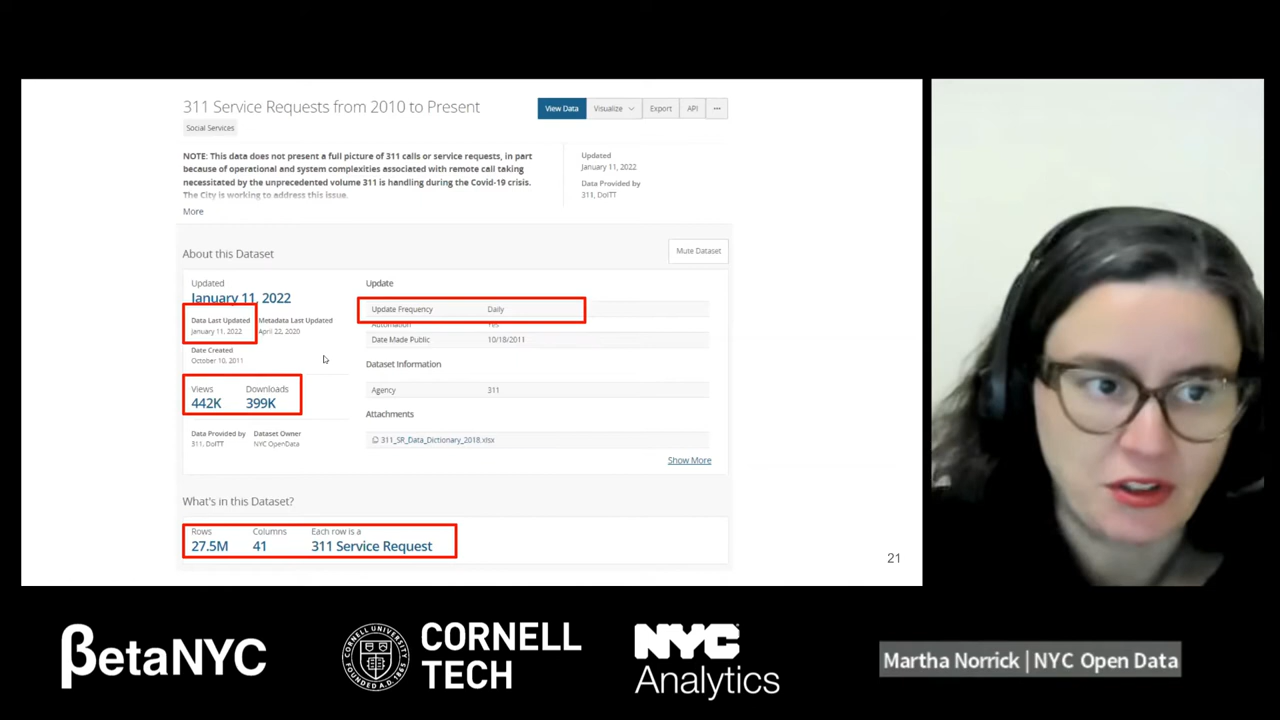 311 Service Requests from 2010 to Present
View Data
Visualize
Export
API
Social Services
NOTE: This data does not present a full picture of 311 calls or service requests, in part
because of operational and system complexities associated with remote call taking
necessitated by the unprecedented volume 311 is handling during the Covid-19 crisis.
The City is working to address this issue.
More
Updated
January 11, 2022
Data Provided by
311, DoITT
About this Dataset
Mute Dataset
Updated
January 11, 2022
Data Last Updated
January 11, 2022
Metadata Last Updated
April 22, 2020
Date Created
October 10, 2011
Views
442K
Downloads
399K
Data Provided by
311, DoITT
Dataset Owner
NYC OpenData
Update
Update Frequency Daily
Automation Yes
Date Made Public 10/18/2011
Dataset Information
Agency 311
Attachments
311_SR_Data_Dictionary_2018.xlsx
Show More
What's in this Dataset?
Rows
27.5M
Columns
41
Each row is a
311 Service Request
21
βetaNYC
CORNELL
TECH
NYC
Analytics
Martha Norrick | NYC Open Data